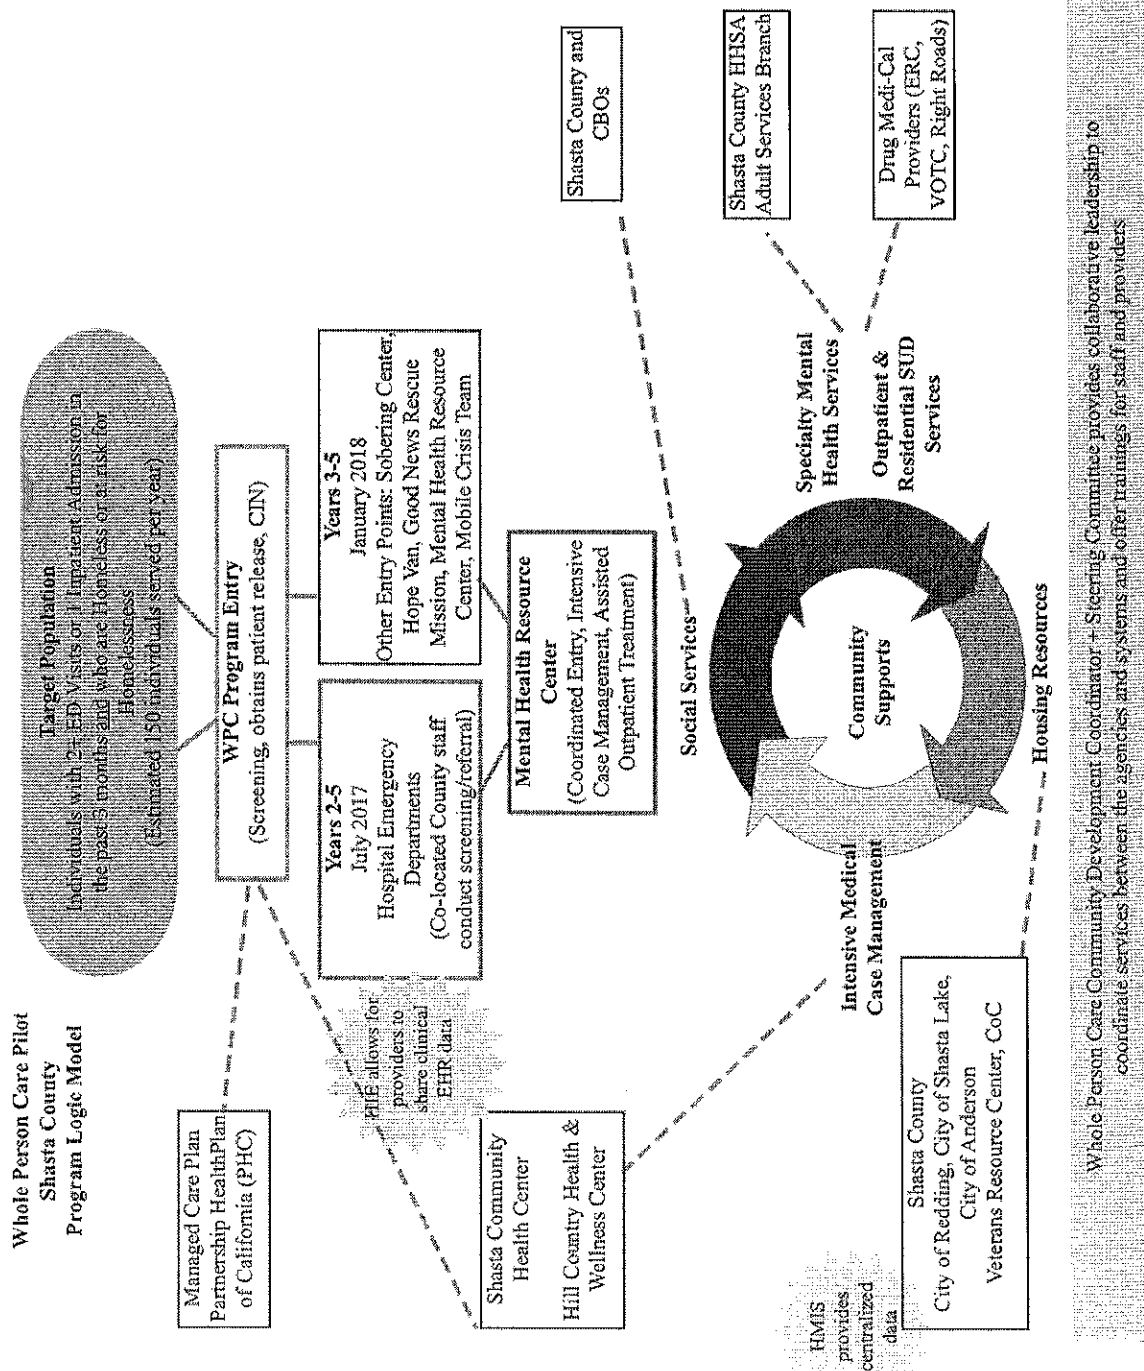 Whole Person Care Pilot
Shasta County
Program Logic Model
Target Population
Individuals with 2+ ED Visits or 1 Inpatient Admission in
the past 3 months and who are Homeless or at risk for
Homelessness
(Estimated 150 individuals served per year)
Managed Care Plan
Partnership HealthPlan
of California (PHC)
WPC Program Entry
(Screening, obtains patient release, CIN)
HIE allows for
providers to
share clinical
EHR data
Years 2-5
July 2017
Hospital Emergency
Departments
(Co-located County staff
conduct screening/referral)
Years 3-5
January 2018
Other Entry Points: Sobering Center,
Hope Van, Good News Rescue
Mission, Mental Health Resource
Center, Mobile Crisis Team
Shasta Community
Health Center
Hill Country Health &
Wellness Center
Mental Health Resource
Center
(Coordinated Entry, Intensive
Case Management, Assisted
Outpatient Treatment)
Shasta County and
CBOs
Social Services
Intensive Medical
Case Management
Community
Supports
Specialty Mental
Health Services
Outpatient &
Residential SUD
Services
Shasta County HHSA
Adult Services Branch
Drug Medi-Cal
Providers (ERC,
VOTC, Right Roads)
HMIS
provides
centralized
data
Shasta County
City of Redding, City of Shasta Lake,
City of Anderson
Veterans Resource Center, CoC
Housing Resources
Whole Person Care Community Development Coordinator + Steering Committee provides collaborative leadership to
coordinate services between the agencies and systems and offer trainings for staff and providers